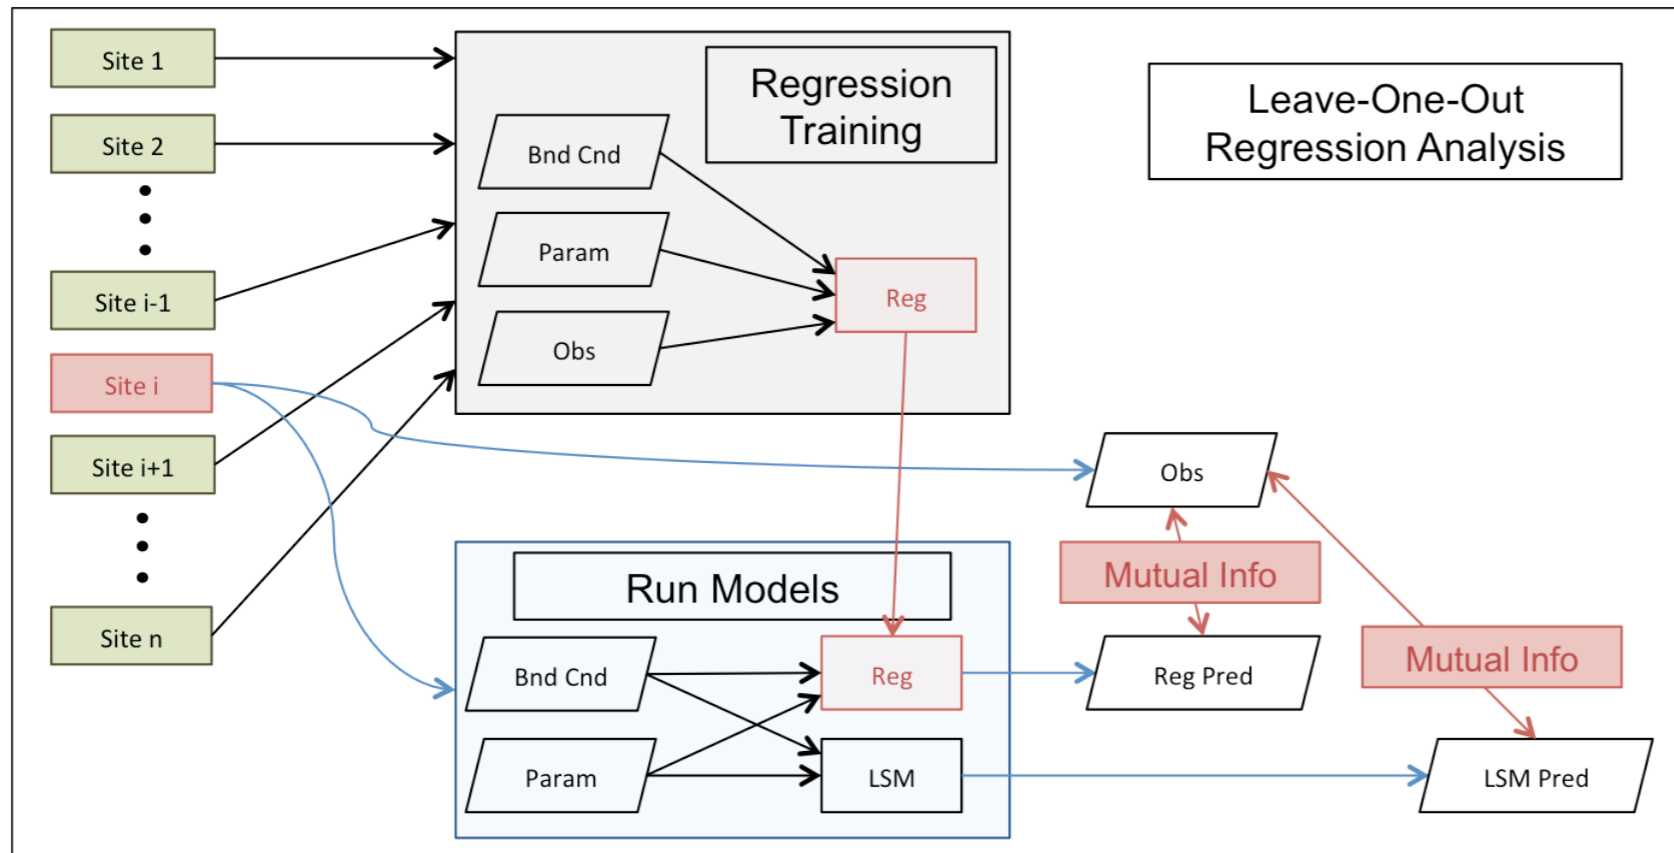 Site 1
Site 2
Site i-1
Site i
Site i+1
Site n
Regression
Training
Bnd Cnd
Param
Obs
Reg
Leave-One-Out
Regression Analysis
Run Models
Bnd Cnd
Param
Reg
LSM
Obs
Mutual Info
Reg Pred
Mutual Info
LSM Pred